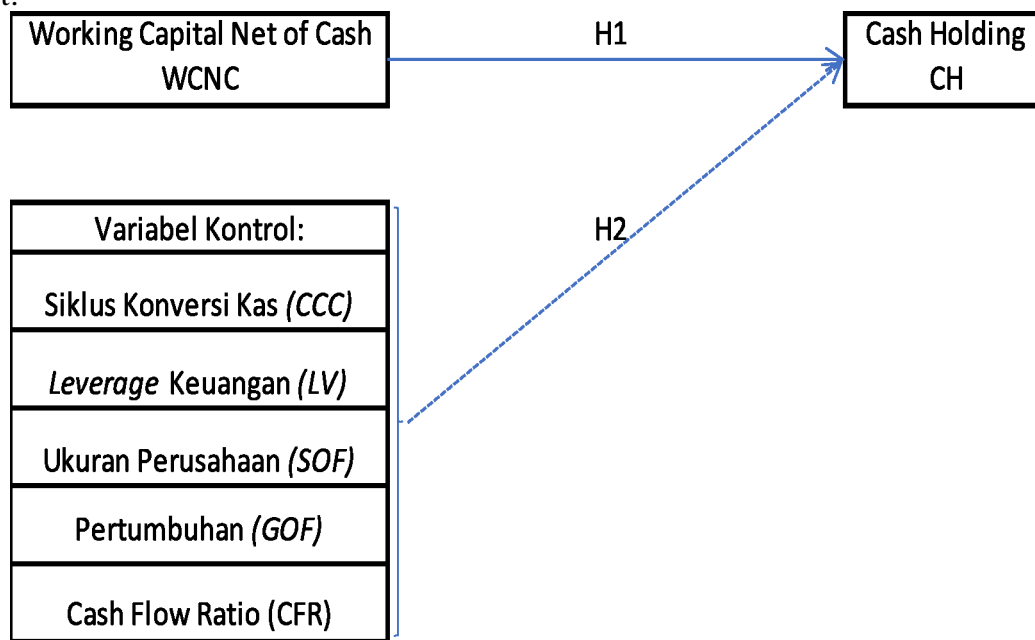 Working Capital Net of Cash
WCNC
H1
Cash Holding
CH
Variabel Kontrol:
H2
Siklus Konversi Kas (CCC)
Leverage Keuangan (LV)
Ukuran Perusahaan (SOF)
Pertumbuhan (GOF)
Cash Flow Ratio (CFR)